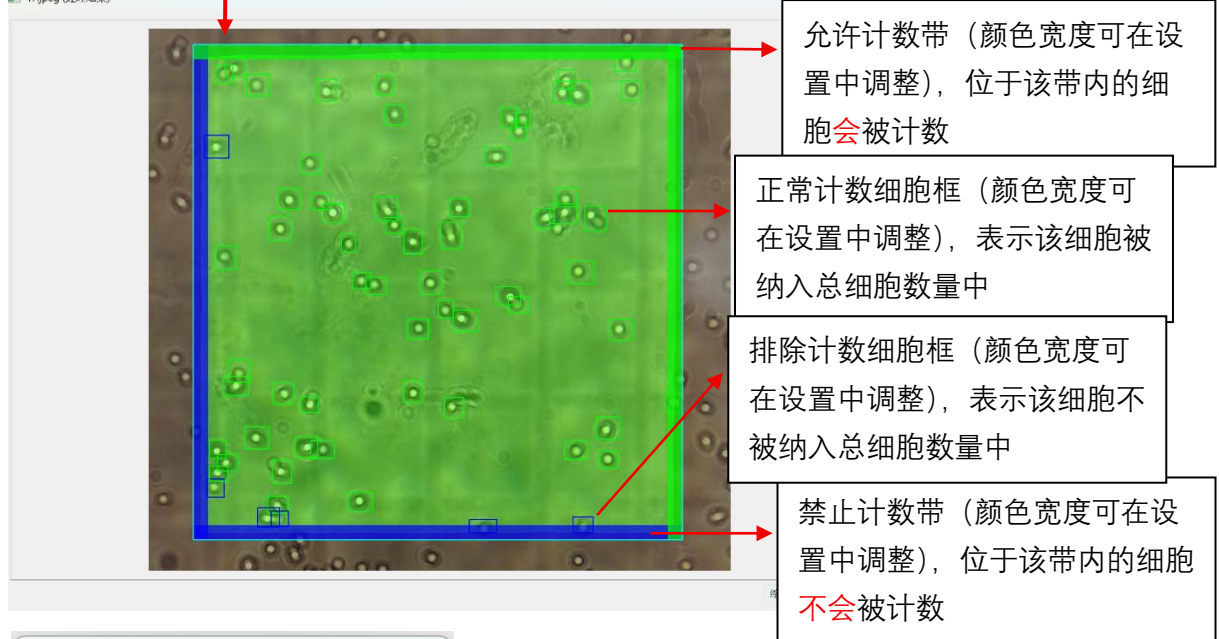 允许计数带（颜色宽度可在设
置中调整），位于该带内的细
胞会被计数
正常计数细胞框（颜色宽度可
在设置中调整），表示该细胞被
纳入总细胞数量中
排除计数细胞框（颜色宽度可
在设置中调整），表示该细胞不
被纳入总细胞数量中
禁止计数带（颜色宽度可在设
置中调整），位于该带内的细胞
不会被计数